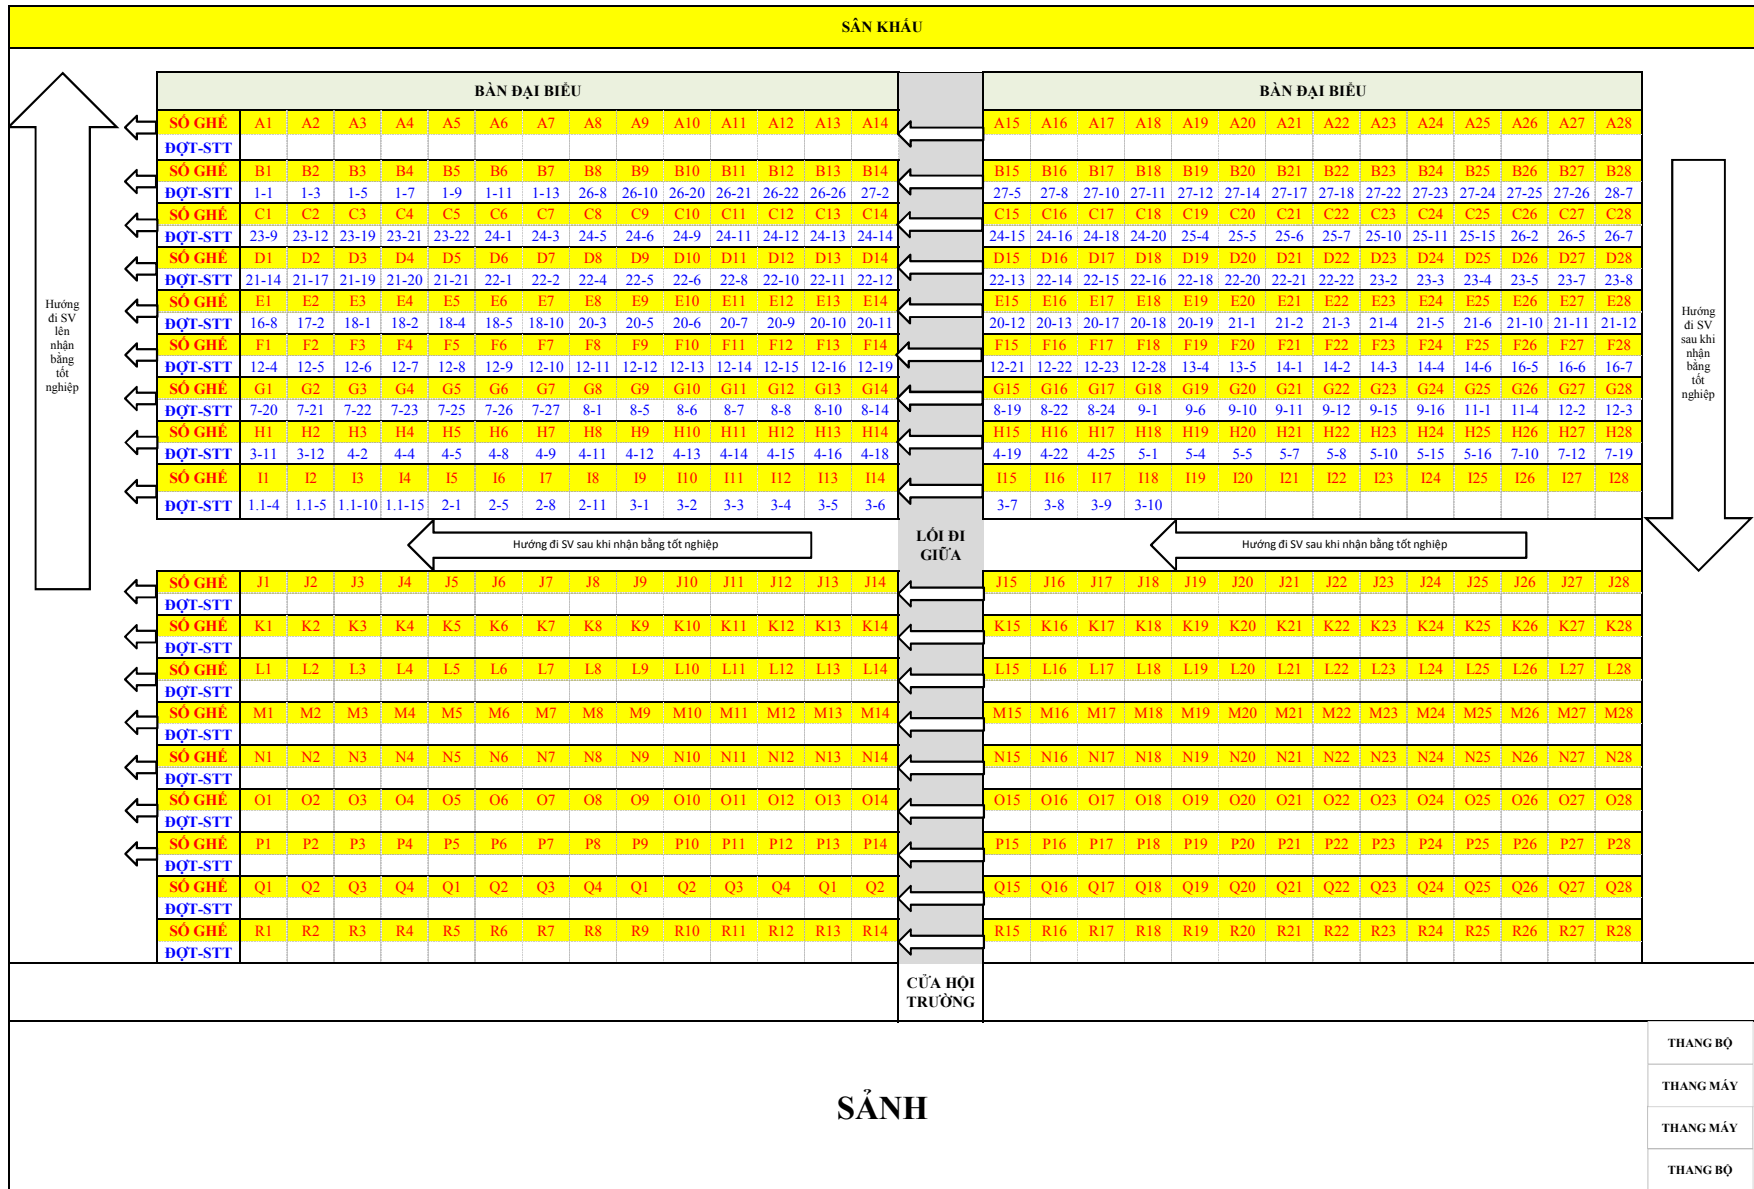 SÂN KHẤU
BÀN ĐẠI BIỂU BÀN ĐẠI BIỂU
SỐ GHẾ A1 A2 A3 A4 A5 A6 A7 A8 A9 A10 A11 A12 A13 A14 A15 A16 A17 A18 A19 A20 A21 A22 A23 A24 A25 A26 A27 A28
ĐỢT-STT
SỐ GHẾ B1 B2 B3 B4 B5 B6 B7 B8 B9 B10 B11 B12 B13 B14 B15 B16 B17 B18 B19 B20 B21 B22 B23 B24 B25 B26 B27 B28
ĐỢT-STT 1-1 1-3 1-5 1-7 1-9 1-11 1-13 26-8 26-10 26-20 26-21 26-22 26-26 27-2 27-5 27-8 27-10 27-11 27-12 27-14 27-17 27-18 27-22 27-23 27-24 27-25 27-26 28-7
SỐ GHẾ C1 C2 C3 C4 C5 C6 C7 C8 C9 C10 C11 C12 C13 C14 C15 C16 C17 C18 C19 C20 C21 C22 C23 C24 C25 C26 C27 C28
ĐỢT-STT 23-9 23-12 23-19 23-21 23-22 24-1 24-3 24-5 24-6 24-9 24-11 24-12 24-13 24-14 24-15 24-16 24-18 24-20 25-4 25-5 25-6 25-7 25-10 25-11 25-15 26-2 26-5 26-7
SỐ GHẾ D1 D2 D3 D4 D5 D6 D7 D8 D9 D10 D11 D12 D13 D14 D15 D16 D17 D18 D19 D20 D21 D22 D23 D24 D25 D26 D27 D28
ĐỢT-STT 21-14 21-17 21-19 21-20 21-21 22-1 22-2 22-4 22-5 22-6 22-8 22-10 22-11 22-12 22-13 22-14 22-15 22-16 22-18 22-20 22-21 22-22 23-2 23-3 23-4 23-5 23-7 23-8
SỐ GHẾ E1 E2 E3 E4 E5 E6 E7 E8 E9 E10 E11 E12 E13 E14 E15 E16 E17 E18 E19 E20 E21 E22 E23 E24 E25 E26 E27 E28
ĐỢT-STT 16-8 17-2 18-1 18-2 18-4 18-5 18-10 20-3 20-5 20-6 20-7 20-9 20-10 20-11 20-12 20-13 20-17 20-18 20-19 21-1 21-2 21-3 21-4 21-5 21-6 21-10 21-11 21-12
SỐ GHẾ F1 F2 F3 F4 F5 F6 F7 F8 F9 F10 F11 F12 F13 F14 F15 F16 F17 F18 F19 F20 F21 F22 F23 F24 F25 F26 F27 F28
ĐỢT-STT 12-4 12-5 12-6 12-7 12-8 12-9 12-10 12-11 12-12 12-13 12-14 12-15 12-16 12-19 12-21 12-22 12-23 12-28 13-4 13-5 14-1 14-2 14-3 14-4 14-6 16-5 16-6 16-7
SỐ GHẾ G1 G2 G3 G4 G5 G6 G7 G8 G9 G10 G11 G12 G13 G14 G15 G16 G17 G18 G19 G20 G21 G22 G23 G24 G25 G26 G27 G28
ĐỢT-STT 7-20 7-21 7-22 7-23 7-25 7-26 7-27 8-1 8-5 8-6 8-7 8-8 8-10 8-14 8-19 8-22 8-24 9-1 9-6 9-10 9-11 9-12 9-15 9-16 11-1 11-4 12-2 12-3
SỐ GHẾ H1 H2 H3 H4 H5 H6 H7 H8 H9 H10 H11 H12 H13 H14 H15 H16 H17 H18 H19 H20 H21 H22 H23 H24 H25 H26 H27 H28
ĐỢT-STT 3-11 3-12 4-2 4-4 4-5 4-8 4-9 4-11 4-12 4-13 4-14 4-15 4-16 4-18 4-19 4-22 4-25 5-1 5-4 5-5 5-7 5-8 5-10 5-15 5-16 7-10 7-12 7-19
SỐ GHẾ I1 I2 I3 I4 I5 I6 I7 I8 I9 I10 I11 I12 I13 I14 I15 I16 I17 I18 I19 I20 I21 I22 I23 I24 I25 I26 I27 I28
ĐỢT-STT 1.1-4 1.1-5 1.1-10 1.1-15 2-1 2-5 2-8 2-11 3-1 3-2 3-3 3-4 3-5 3-6 3-7 3-8 3-9 3-10
Hướng
đi SV
lên
nhận
bằng
tốt
nghiệp
Hướng
đi SV
sau khi
nhận
bằng
tốt
nghiệp
Hướng đi SV sau khi nhận bằng tốt nghiệp
LỐI ĐI
GIỮA
Hướng đi SV sau khi nhận bằng tốt nghiệp
SỐ GHẾ J1 J2 J3 J4 J5 J6 J7 J8 J9 J10 J11 J12 J13 J14 J15 J16 J17 J18 J19 J20 J21 J22 J23 J24 J25 J26 J27 J28
ĐỢT-STT
SỐ GHẾ K1 K2 K3 K4 K5 K6 K7 K8 K9 K10 K11 K12 K13 K14 K15 K16 K17 K18 K19 K20 K21 K22 K23 K24 K25 K26 K27 K28
ĐỢT-STT
SỐ GHẾ L1 L2 L3 L4 L5 L6 L7 L8 L9 L10 L11 L12 L13 L14 L15 L16 L17 L18 L19 L20 L21 L22 L23 L24 L25 L26 L27 L28
ĐỢT-STT
SỐ GHẾ M1 M2 M3 M4 M5 M6 M7 M8 M9 M10 M11 M12 M13 M14 M15 M16 M17 M18 M19 M20 M21 M22 M23 M24 M25 M26 M27 M28
ĐỢT-STT
SỐ GHẾ N1 N2 N3 N4 N5 N6 N7 N8 N9 N10 N11 N12 N13 N14 N15 N16 N17 N18 N19 N20 N21 N22 N23 N24 N25 N26 N27 N28
ĐỢT-STT
SỐ GHẾ O1 O2 O3 O4 O5 O6 O7 O8 O9 O10 O11 O12 O13 O14 O15 O16 O17 O18 O19 O20 O21 O22 O23 O24 O25 O26 O27 O28
ĐỢT-STT
SỐ GHẾ P1 P2 P3 P4 P5 P6 P7 P8 P9 P10 P11 P12 P13 P14 P15 P16 P17 P18 P19 P20 P21 P22 P23 P24 P25 P26 P27 P28
ĐỢT-STT
SỐ GHẾ Q1 Q2 Q3 Q4 Q1 Q2 Q3 Q4 Q1 Q2 Q3 Q4 Q1 Q2 Q15 Q16 Q17 Q18 Q19 Q20 Q21 Q22 Q23 Q24 Q25 Q26 Q27 Q28
ĐỢT-STT
SỐ GHẾ R1 R2 R3 R4 R5 R6 R7 R8 R9 R10 R11 R12 R13 R14 R15 R16 R17 R18 R19 R20 R21 R22 R23 R24 R25 R26 R27 R28
ĐỢT-STT
CỬA HỘI
TRƯỜNG
SẢNH
THANG BỘ
THANG MÁY
THANG MÁY
THANG BỘ